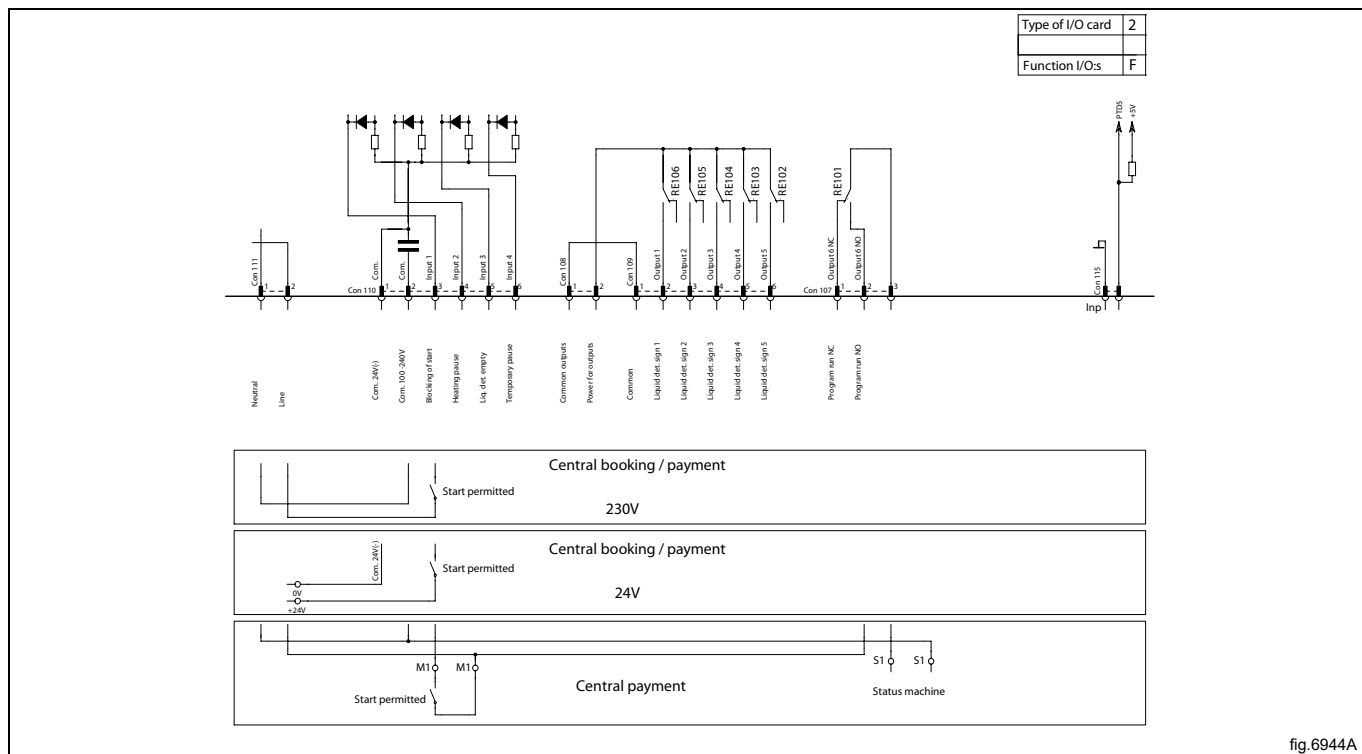 Type of I/O card 2
Function I/O:s F
PTD5
+5V
RE106
RE105
RE104
RE103
RE102
RE101
Con 111
1
2
Con 110
Com.
1
Com.
2
Input 1
3
Input 2
4
Input 3
5
Input 4
6
Con 108
1
2
Con 109
1
Output 1
2
Output 2
3
Output 3
4
Output 4
5
Output 5
6
Con 107
Output 6 NC
1
Output 6 NO
2
3
Con 115
1
Inp
Neutral
Line
Com. 24V(-)
Com. 100 -240V
Blocking of start
Heating pause
Liq. det. empty
Temporary pause
Common outputs
Power for outputs
Common
Liquid det. sign 1
Liquid det. sign 2
Liquid det. sign 3
Liquid det. sign 4
Liquid det. sign 5
Program run NC
Program run NO
Central booking / payment
Start permitted
230V
Central booking / payment
Com. 24V(-)
Start permitted
24V
0V
+24V
M1 M1
S1 S1
Central payment
Start permitted
Status machine
fig.6944A